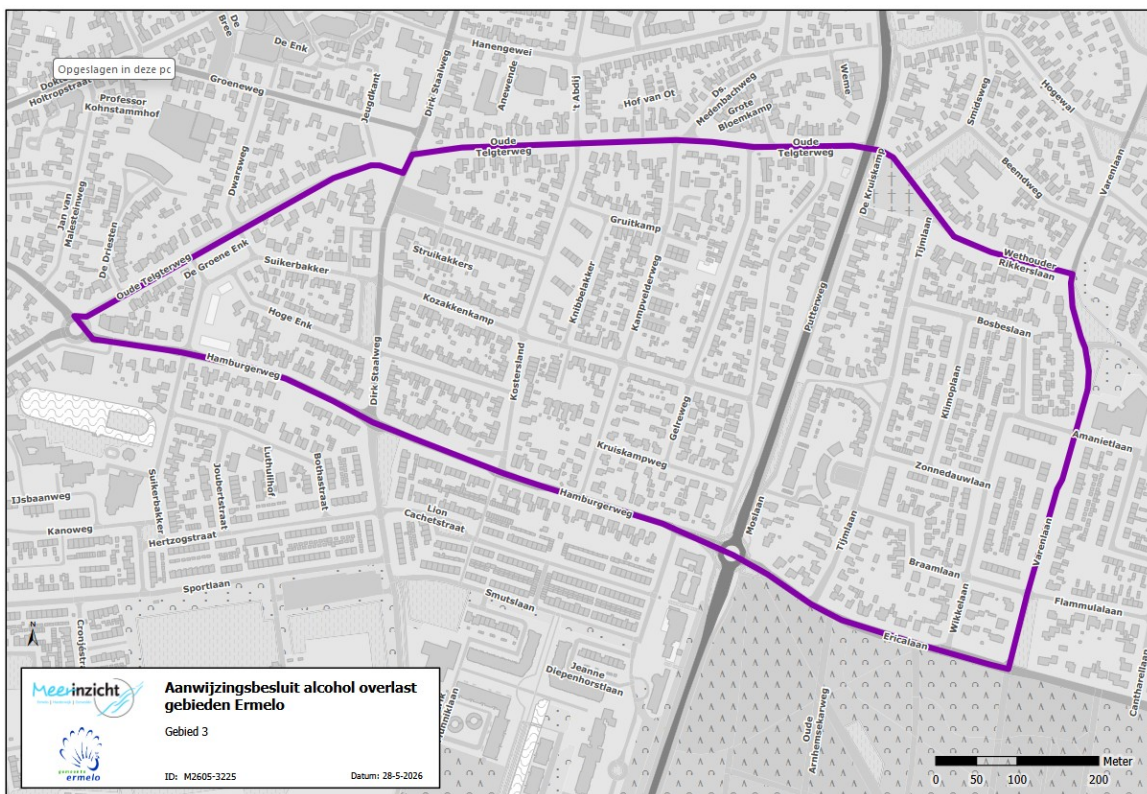 De
Bree
De Enk
Hanengewei
Opgeslagen in deze pc
Holtropstraat
Groeneweg
Professor
Kohnstammhof
Jeugdkant
Dirk Staalweg
Anewende
't Abdij
Hof van Ot
Ds.
Medenbachweg
Grote
Bloemkamp
Weme
Smidsweg
Hogewal
Oude
Telgterweg
Oude
Telgterweg
De Kruiskamp
Beemdweg
Varenlaan
Dwarsweg
Jan van
Malesteinweg
De Driesten
Oude Telgterweg
De Groene Enk
Suikerbakker
Struikakkers
Gruitkamp
Tijmlaan
Wethouder
Rikkerslaan
Hoge Enk
Kozakkenkamp
Knibbelakker
Kampvelderweg
Putterweg
Bosbeslaan
Hamburgerweg
Dirk Staalweg
Kostersland
Kruiskampweg
Gelreweg
Amanietlaan
Zonnedauwlaan
Suikerbakker
Joubertstraat
Luthulihof
Bothastraat
IJsbaanweg
Kanoweg
Hertzogstraat
Lion
Cachetstraat
Hamburgerweg
Moslaan
Tijmlaan
Varenlaan
Braamlaan
Wikkelaan
Flammulalaan
Sportlaan
Smutslaan
Ericalaan
Cantharellaan
Jeanne
Diepenhorstlaan
Oude
Arnhemsekarweg
N
Meerinzicht
Aanwijzingsbesluit alcohol overlast
gebieden Ermelo
Gebied 3
gemeente
ermelo
ID: M2605-3225
Datum: 28-5-2026
Meter
0 50 100 200